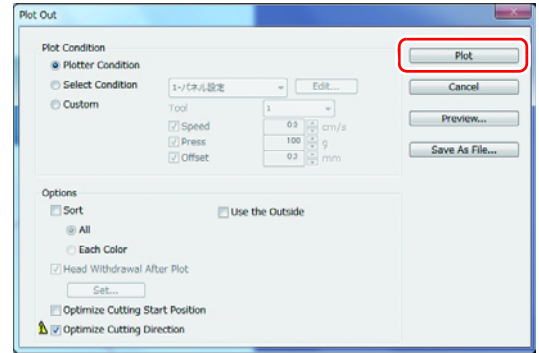 Plot Out
Plot Condition
Plotter Condition
Select Condition
1-パネル設定
Edit...
Custom
Tool
1
Speed
cm/s
Press
100
g
Offset
0.3
mm
Plot
Cancel
Preview...
Save As File...
Options
Sort
Use the Outside
All
Each Color
Head Withdrawal After Plot
Set...
Optimize Cutting Start Position
Optimize Cutting Direction